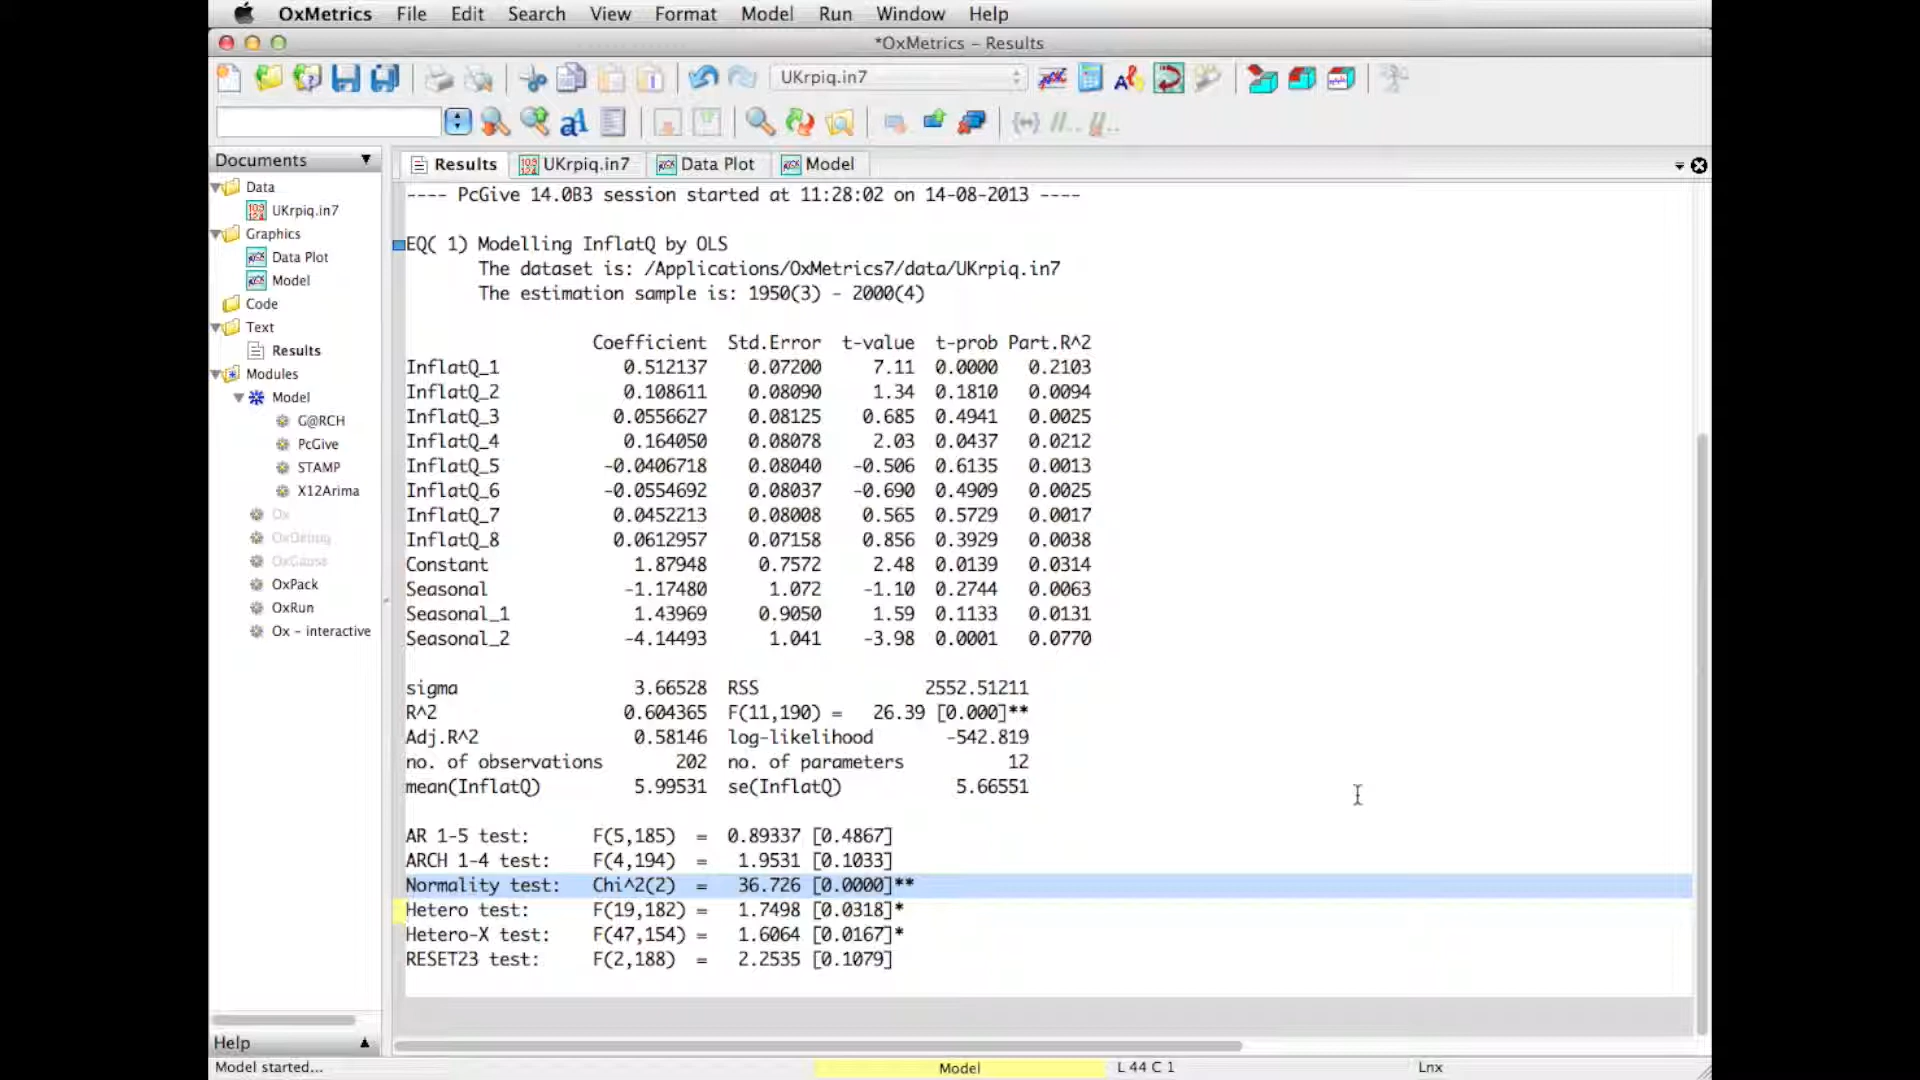 OxMetrics File Edit Search View Format Model Run Window Help
*OxMetrics – Results
UKrpiq.in7
Documents
Results UKrpiq.in7 Data Plot Model
Data
UKrpiq.in7
Graphics
Data Plot
Model
Code
Text
Results
Modules
Model
G@RCH
PcGive
STAMP
X12Arima
Ox
OxDebug
OxGauss
OxPack
OxRun
Ox – interactive
---- PcGive 14.0B3 session started at 11:28:02 on 14-08-2013 ----
EQ( 1) Modelling InflatQ by OLS
The dataset is: /Applications/OxMetrics7/data/UKrpiq.in7
The estimation sample is: 1950(3) - 2000(4)
Coefficient Std.Error t-value t-prob Part.R^2
InflatQ_1 0.512137 0.07200 7.11 0.0000 0.2103
InflatQ_2 0.108611 0.08090 1.34 0.1810 0.0094
InflatQ_3 0.0556627 0.08125 0.685 0.4941 0.0025
InflatQ_4 0.164050 0.08078 2.03 0.0437 0.0212
InflatQ_5 -0.0406718 0.08040 -0.506 0.6135 0.0013
InflatQ_6 -0.0554692 0.08037 -0.690 0.4909 0.0025
InflatQ_7 0.0452213 0.08008 0.565 0.5729 0.0017
InflatQ_8 0.0612957 0.07158 0.856 0.3929 0.0038
Constant 1.87948 0.7572 2.48 0.0139 0.0314
Seasonal -1.17480 1.072 -1.10 0.2744 0.0063
Seasonal_1 1.43969 0.9050 1.59 0.1133 0.0131
Seasonal_2 -4.14493 1.041 -3.98 0.0001 0.0770
sigma 3.66528 RSS 2552.51211
R^2 0.604365 F(11,190) = 26.39 [0.000]**
Adj.R^2 0.58146 log-likelihood -542.819
no. of observations 202 no. of parameters 12
mean(InflatQ) 5.99531 se(InflatQ) 5.66551
AR 1-5 test: F(5,185) = 0.89337 [0.4867]
ARCH 1-4 test: F(4,194) = 1.9531 [0.1033]
Normality test: Chi^2(2) = 36.726 [0.0000]**
Hetero test: F(19,182) = 1.7498 [0.0318]*
Hetero-X test: F(47,154) = 1.6064 [0.0167]*
RESET23 test: F(2,188) = 2.2535 [0.1079]
Help
Model started... Model L 44 C 1 Lnx